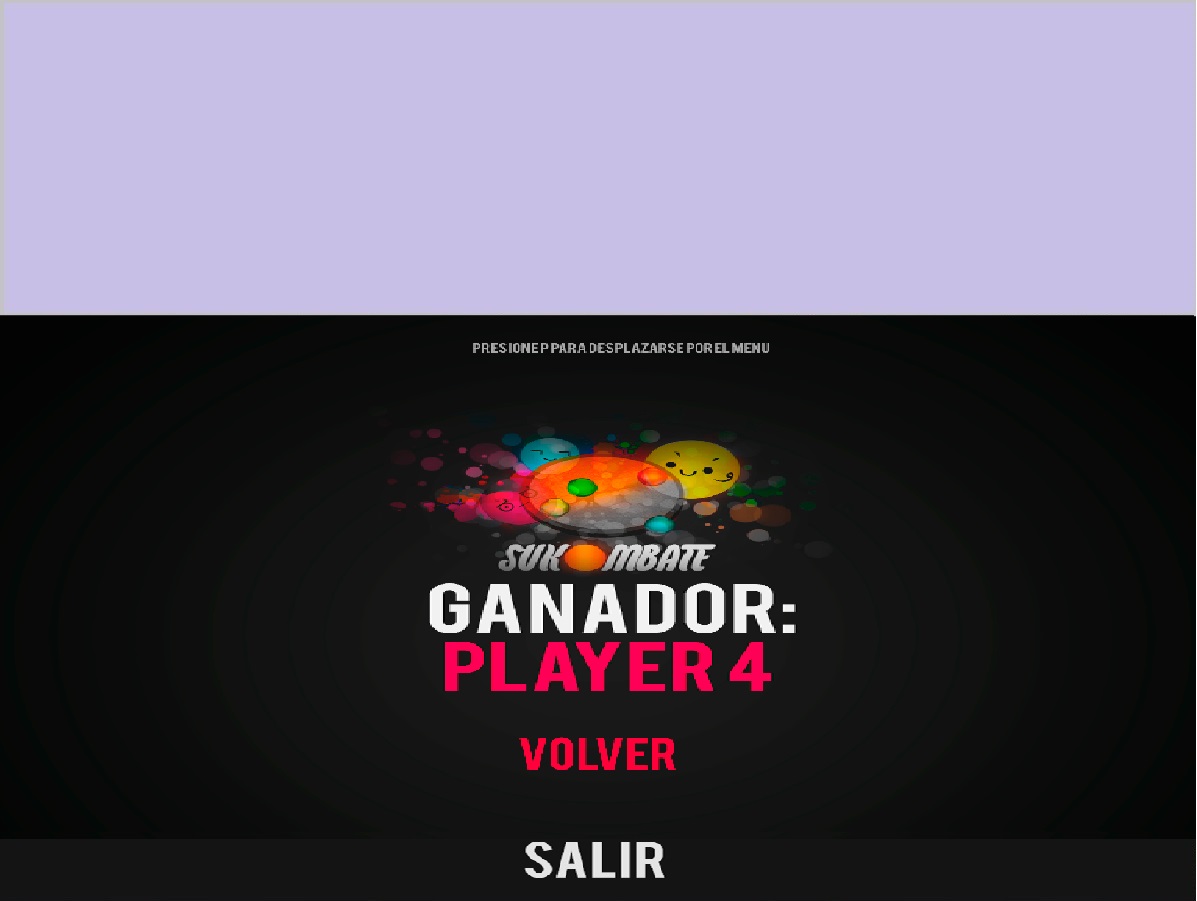 PRESIONE P PARA DESPLAZARSE POR EL MENU
SUKOMBATE
GANADOR:
PLAYER 4
VOLVER
SALIR